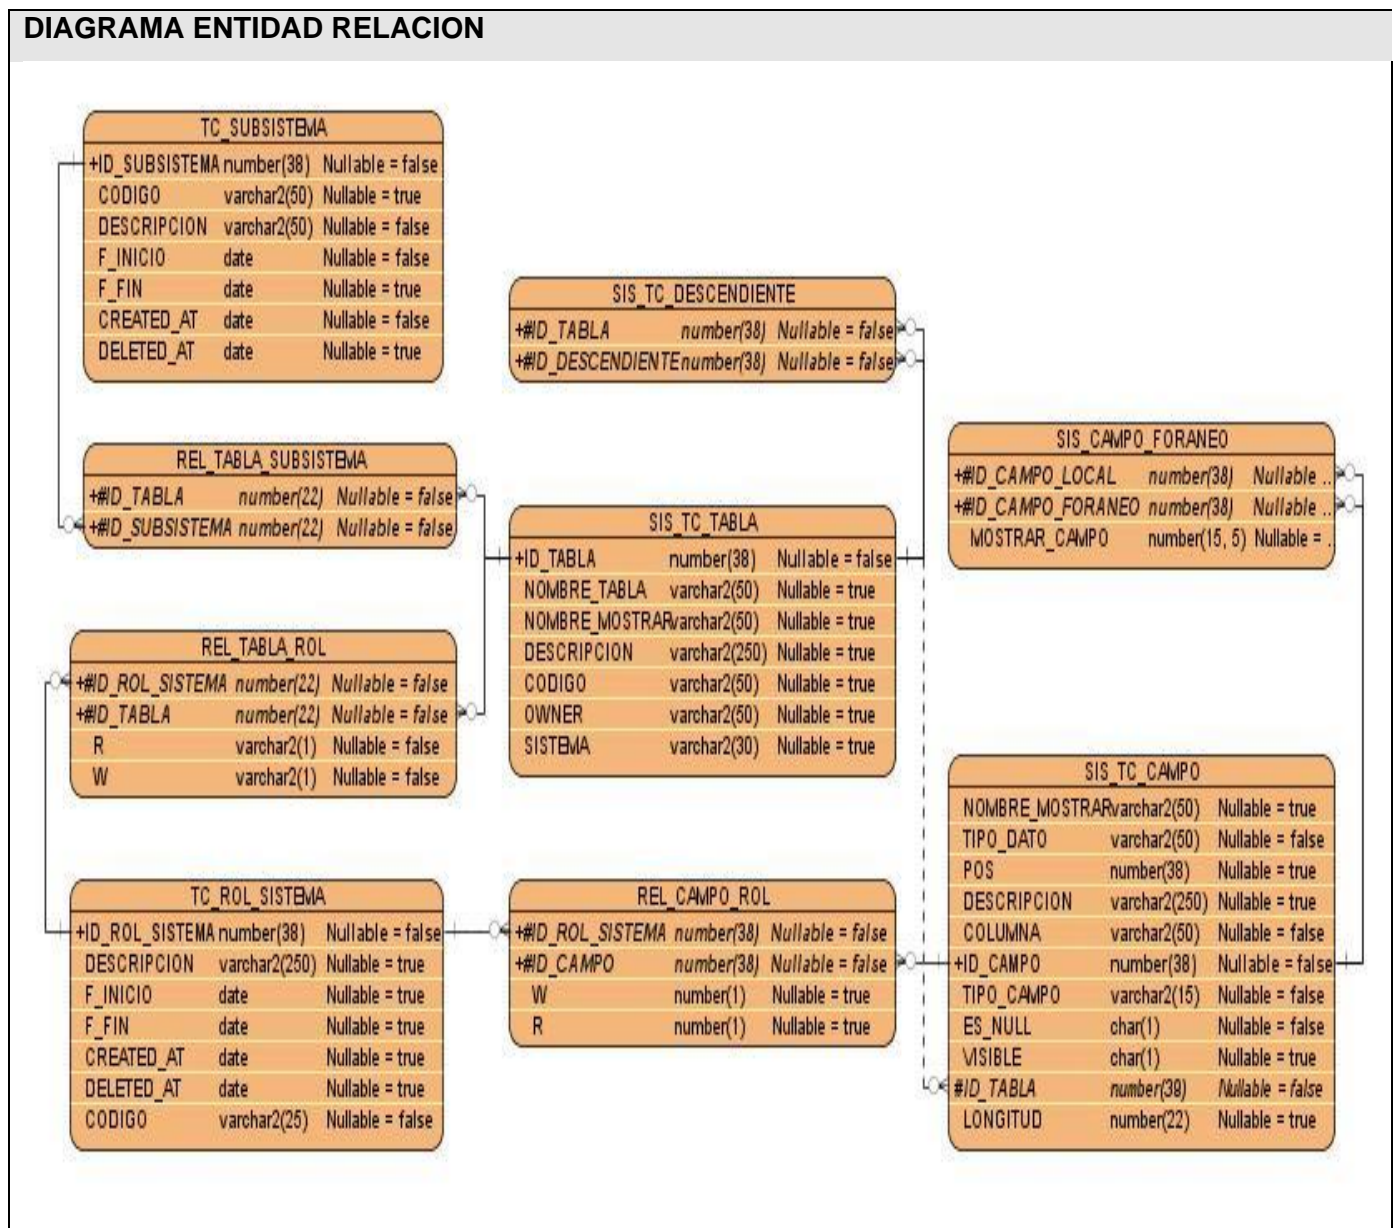 DIAGRAMA ENTIDAD RELACION
TC_SUBSISTEMA
+ID_SUBSISTEMA number(38) Nullable = false
CODIGO varchar2(50) Nullable = true
DESCRIPCION varchar2(50) Nullable = false
F_INICIO date Nullable = false
F_FIN date Nullable = true
CREATED_AT date Nullable = false
DELETED_AT date Nullable = true
SIS_TC_DESCENDIENTE
+#ID_TABLA number(38) Nullable = false
+#ID_DESCENDIENTE number(38) Nullable = false
REL_TABLA_SUBSISTEMA
+#ID_TABLA number(22) Nullable = false
+#ID_SUBSISTEMA number(22) Nullable = false
SIS_CAMPO_FORANEO
+#ID_CAMPO_LOCAL number(38) Nullable ..
+#ID_CAMPO_FORANEO number(38) Nullable ..
MOSTRAR_CAMPO number(15, 5) Nullable = ..
SIS_TC_TABLA
+ID_TABLA number(38) Nullable = false
NOMBRE_TABLA varchar2(50) Nullable = true
NOMBRE_MOSTRAR varchar2(50) Nullable = true
DESCRIPCION varchar2(250) Nullable = true
CODIGO varchar2(50) Nullable = true
OWNER varchar2(50) Nullable = true
SISTEMA varchar2(30) Nullable = true
REL_TABLA_ROL
+#ID_ROL_SISTEMA number(22) Nullable = false
+#ID_TABLA number(22) Nullable = false
R varchar2(1) Nullable = false
W varchar2(1) Nullable = false
SIS_TC_CAMPO
NOMBRE_MOSTRAR varchar2(50) Nullable = true
TIPO_DATO varchar2(50) Nullable = false
POS number(38) Nullable = true
DESCRIPCION varchar2(250) Nullable = true
COLUMNA varchar2(50) Nullable = false
+ID_CAMPO number(38) Nullable = false
TIPO_CAMPO varchar2(15) Nullable = false
ES_NULL char(1) Nullable = false
VISIBLE char(1) Nullable = true
#ID_TABLA number(38) Nullable = false
LONGITUD number(22) Nullable = true
TC_ROL_SISTEMA
+ID_ROL_SISTEMA number(38) Nullable = false
DESCRIPCION varchar2(250) Nullable = true
F_INICIO date Nullable = true
F_FIN date Nullable = true
CREATED_AT date Nullable = true
DELETED_AT date Nullable = true
CODIGO varchar2(25) Nullable = false
REL_CAMPO_ROL
+#ID_ROL_SISTEMA number(38) Nullable = false
+#ID_CAMPO number(38) Nullable = false
W number(1) Nullable = true
R number(1) Nullable = true